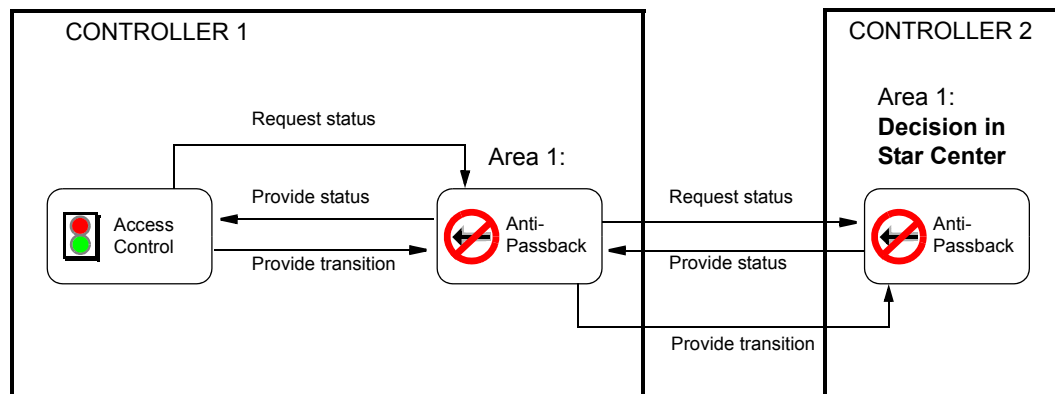 CONTROLLER 1
CONTROLLER 2
Request status
Area 1:
Area 1:
Decision in
Star Center
Provide status
Access
Control
Provide transition
Anti-
Passback
Request status
Provide status
Anti-
Passback
Provide transition